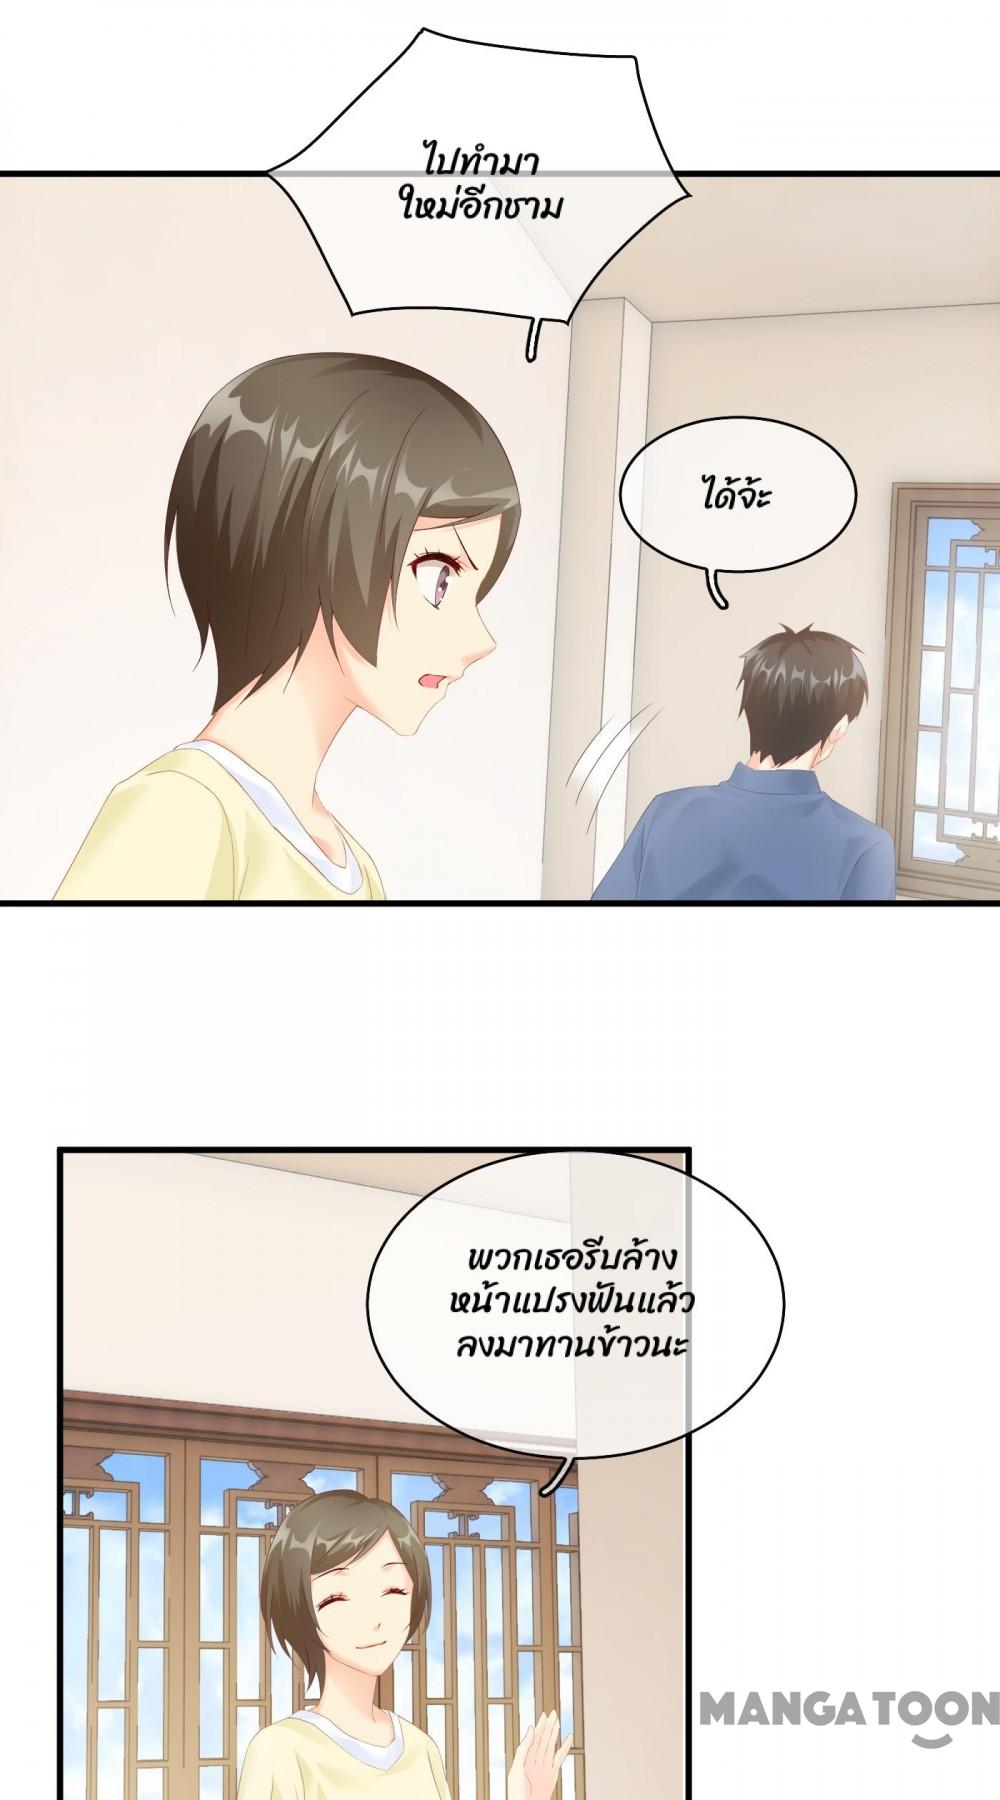 ไปทำมา
ใหม่อีกชาม
ได้จ้ะ
พวกเธอรีบล้าง
หน้าแปรงฟันแล้ว
ลงมาทานข้าวนะ
MANGATOON